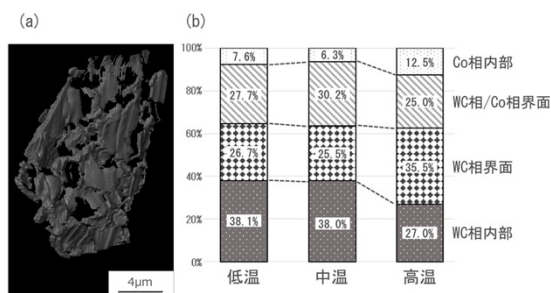 (a)
4μm
(b)
100%
80%
60%
40%
20%
0%
7.6%
6.3%
12.5%
27.7%
30.2%
25.0%
26.7%
25.5%
35.5%
38.1%
38.0%
27.0%
低温
中温
高温
Co相内部
WC相/Co相界面
WC相界面
WC相内部